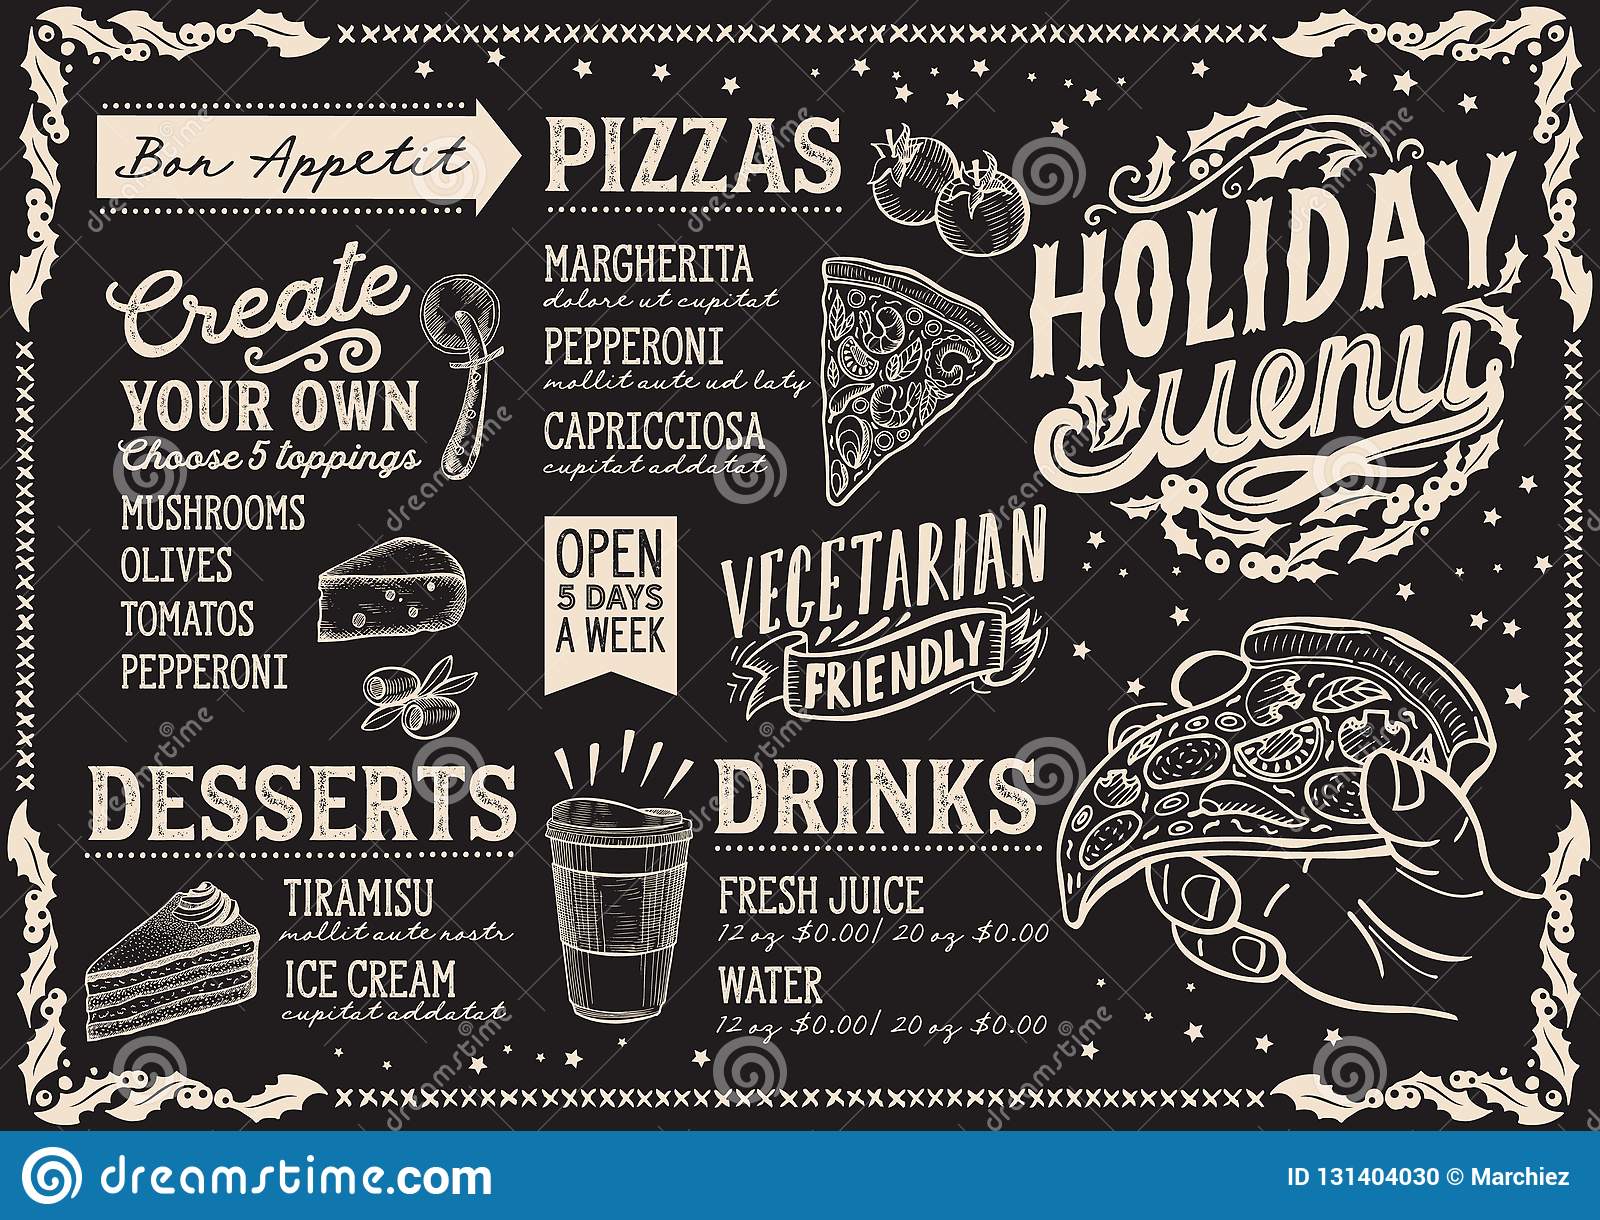 Bon Appetit
Create
YOUR OWN
Choose 5 toppings
MUSHROOMS
OLIVES
TOMATOS
PEPPERONI
PIZZAS
MARGHERITA
dolore ut cupitat
PEPPERONI
mollit aute ud laty
CAPRICCIOSA
cupitat addatat
HOLIDAY
Menu
OPEN
5 DAYS
A WEEK
VEGETARIAN
FRIENDLY
DESSERTS
TIRAMISU
mollit aute nostr
ICE CREAM
cupitat addatat
DRINKS
FRESH JUICE
12 oz $0.00/ 20 oz $0.00
WATER
12 oz $0.00/ 20 oz $0.00
dreamstime.com
ID 131404030 © Marchiez